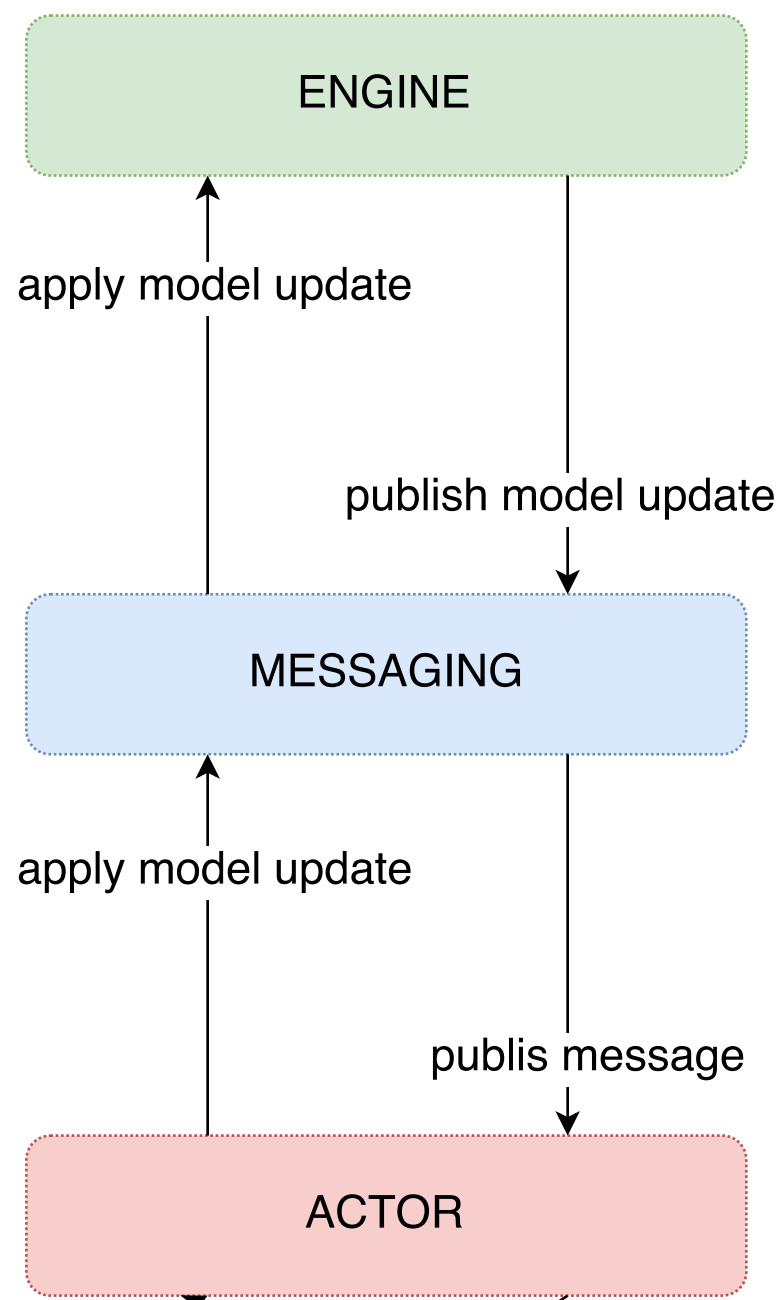 ENGINE
apply model update
publish model update
MESSAGING
apply model update
publis message
ACTOR